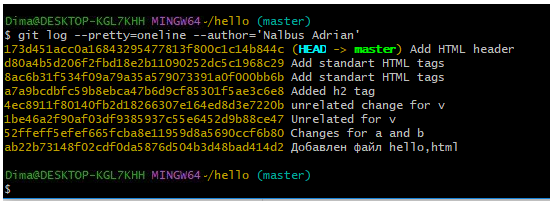 Dima@DESKTOP-KGL7KHH MINGW64 ~/hello (master)
$ git log --pretty=oneline --author='Nalbus Adrian'
173d451acc0a16843295477813f800c1c14b844c (HEAD -> master) Add HTML header
d80a4b5d206f2fbd18e2b11090252dc5c1968c29 Add standart HTML tags
8ac6b31f534f09a79a35a579073391a0f000bb6b Add standart HTML tags
a7a9bcdbfc59b8ebca47b6d9cf85301f5ae3c6e8 Added h2 tag
4ec8911f80140fb2d18266307e164ed8d3e7220b unrelated change for v
1be46a2f90af03df9385937c55e6452d9b88ce47 Unrelated for v
52ffeff5efef665fcba8e11959d8a5690ccf6b80 Changes for a and b
ab22b73148f02cdf0da5876d504b3d48bad414d2 Добавлен файл hello,html
Dima@DESKTOP-KGL7KHH MINGW64 ~/hello (master)
$